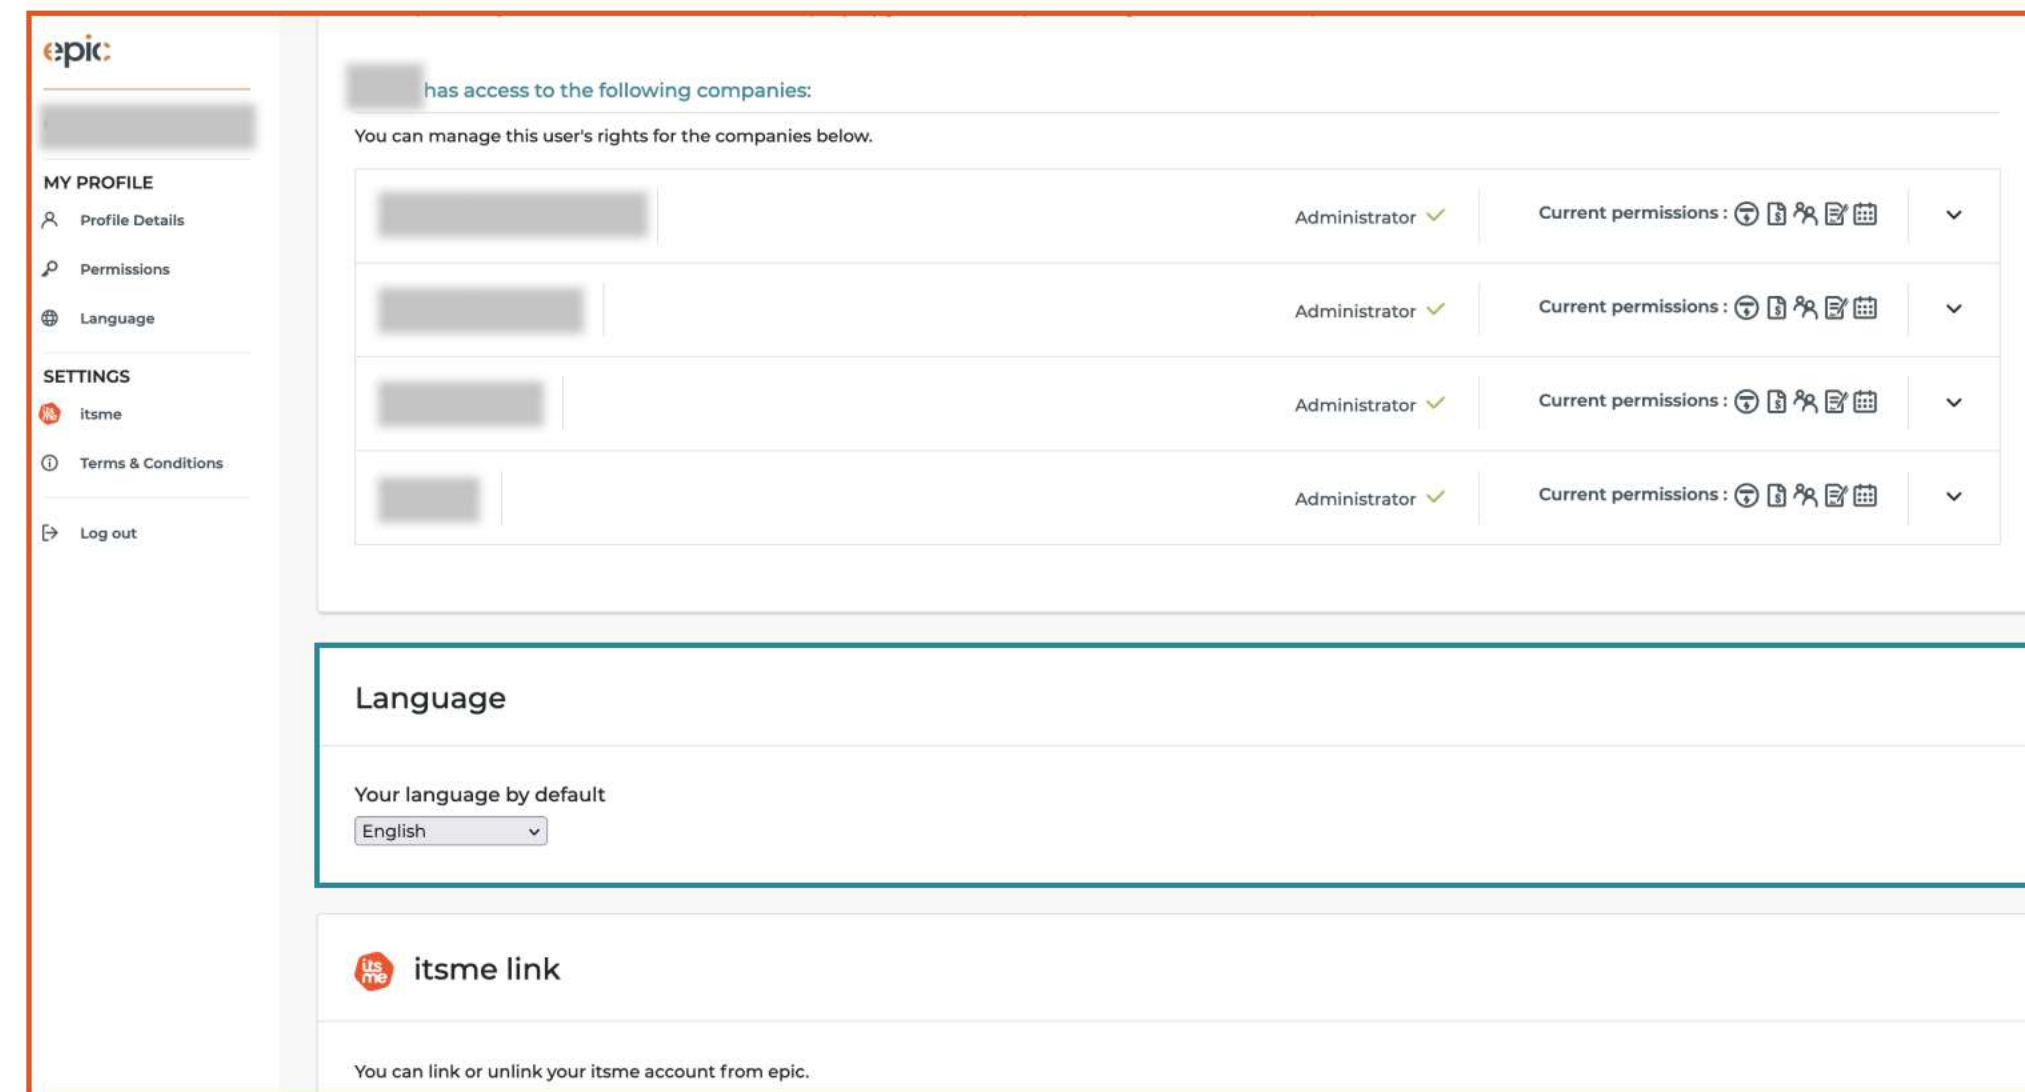 epic
has access to the following companies:
You can manage this user's rights for the companies below.
MY PROFILE
Profile Details
Permissions
Language
SETTINGS
itsme
Terms & Conditions
Log out
Administrator Current permissions :
Administrator Current permissions :
Administrator Current permissions :
Administrator Current permissions :
Language
Your language by default
English
its me
itsme link
You can link or unlink your itsme account from epic.